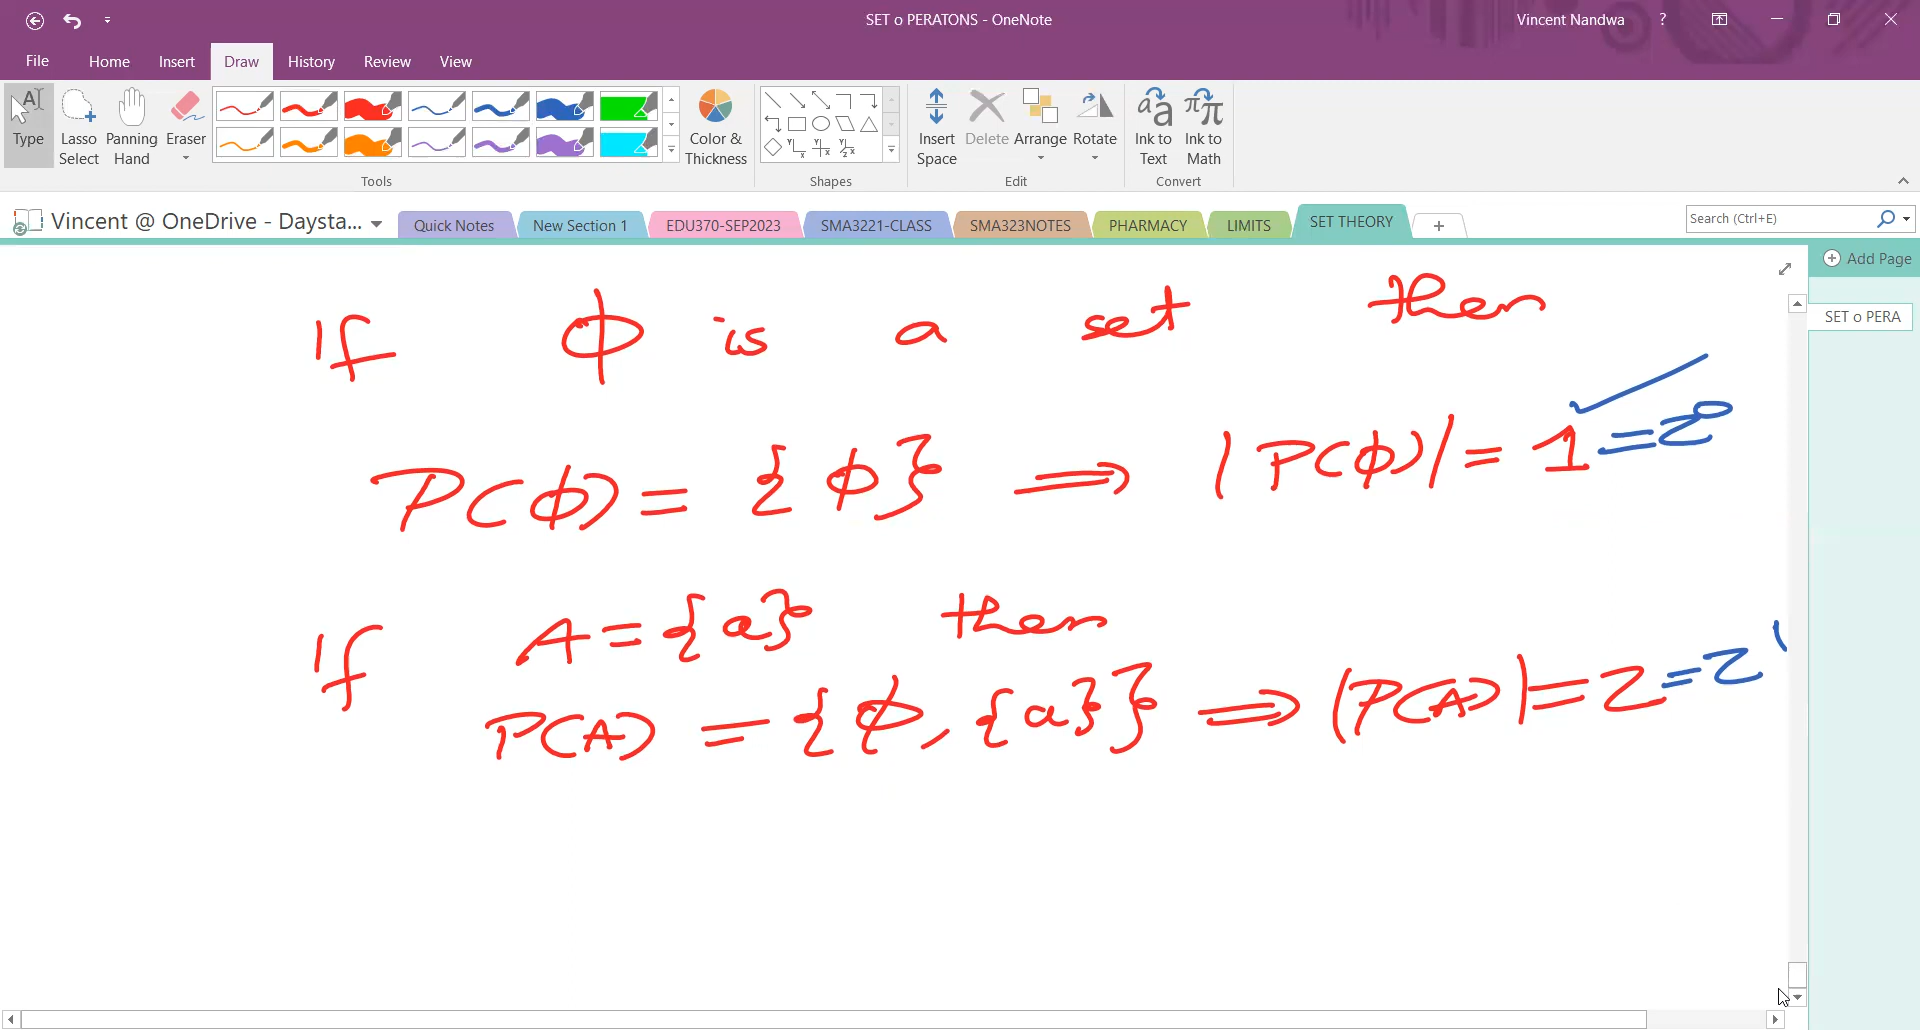 SET o PERATONS - OneNote
Vincent Nandwa
?
File Home Insert Draw History Review View
Type
Lasso Select
Panning Hand
Eraser
Color & Thickness
Insert Space
Delete
Arrange
Rotate
Ink to Text
Ink to Math
Tools
Shapes
Edit
Convert
Vincent @ OneDrive - Daysta...
Quick Notes
New Section 1
EDU370-SEP2023
SMA3221-CLASS
SMA323NOTES
PHARMACY
LIMITS
SET THEORY
+
Search (Ctrl+E)
Add Page
SET o PERA
If ϕ is a set then
P(ϕ) = {ϕ} ⟹ |P(ϕ)| = 1 = 2⁰
If A = {a} then
P(A) = {ϕ, {a}} ⟹ |P(A)| = 2 = 2¹